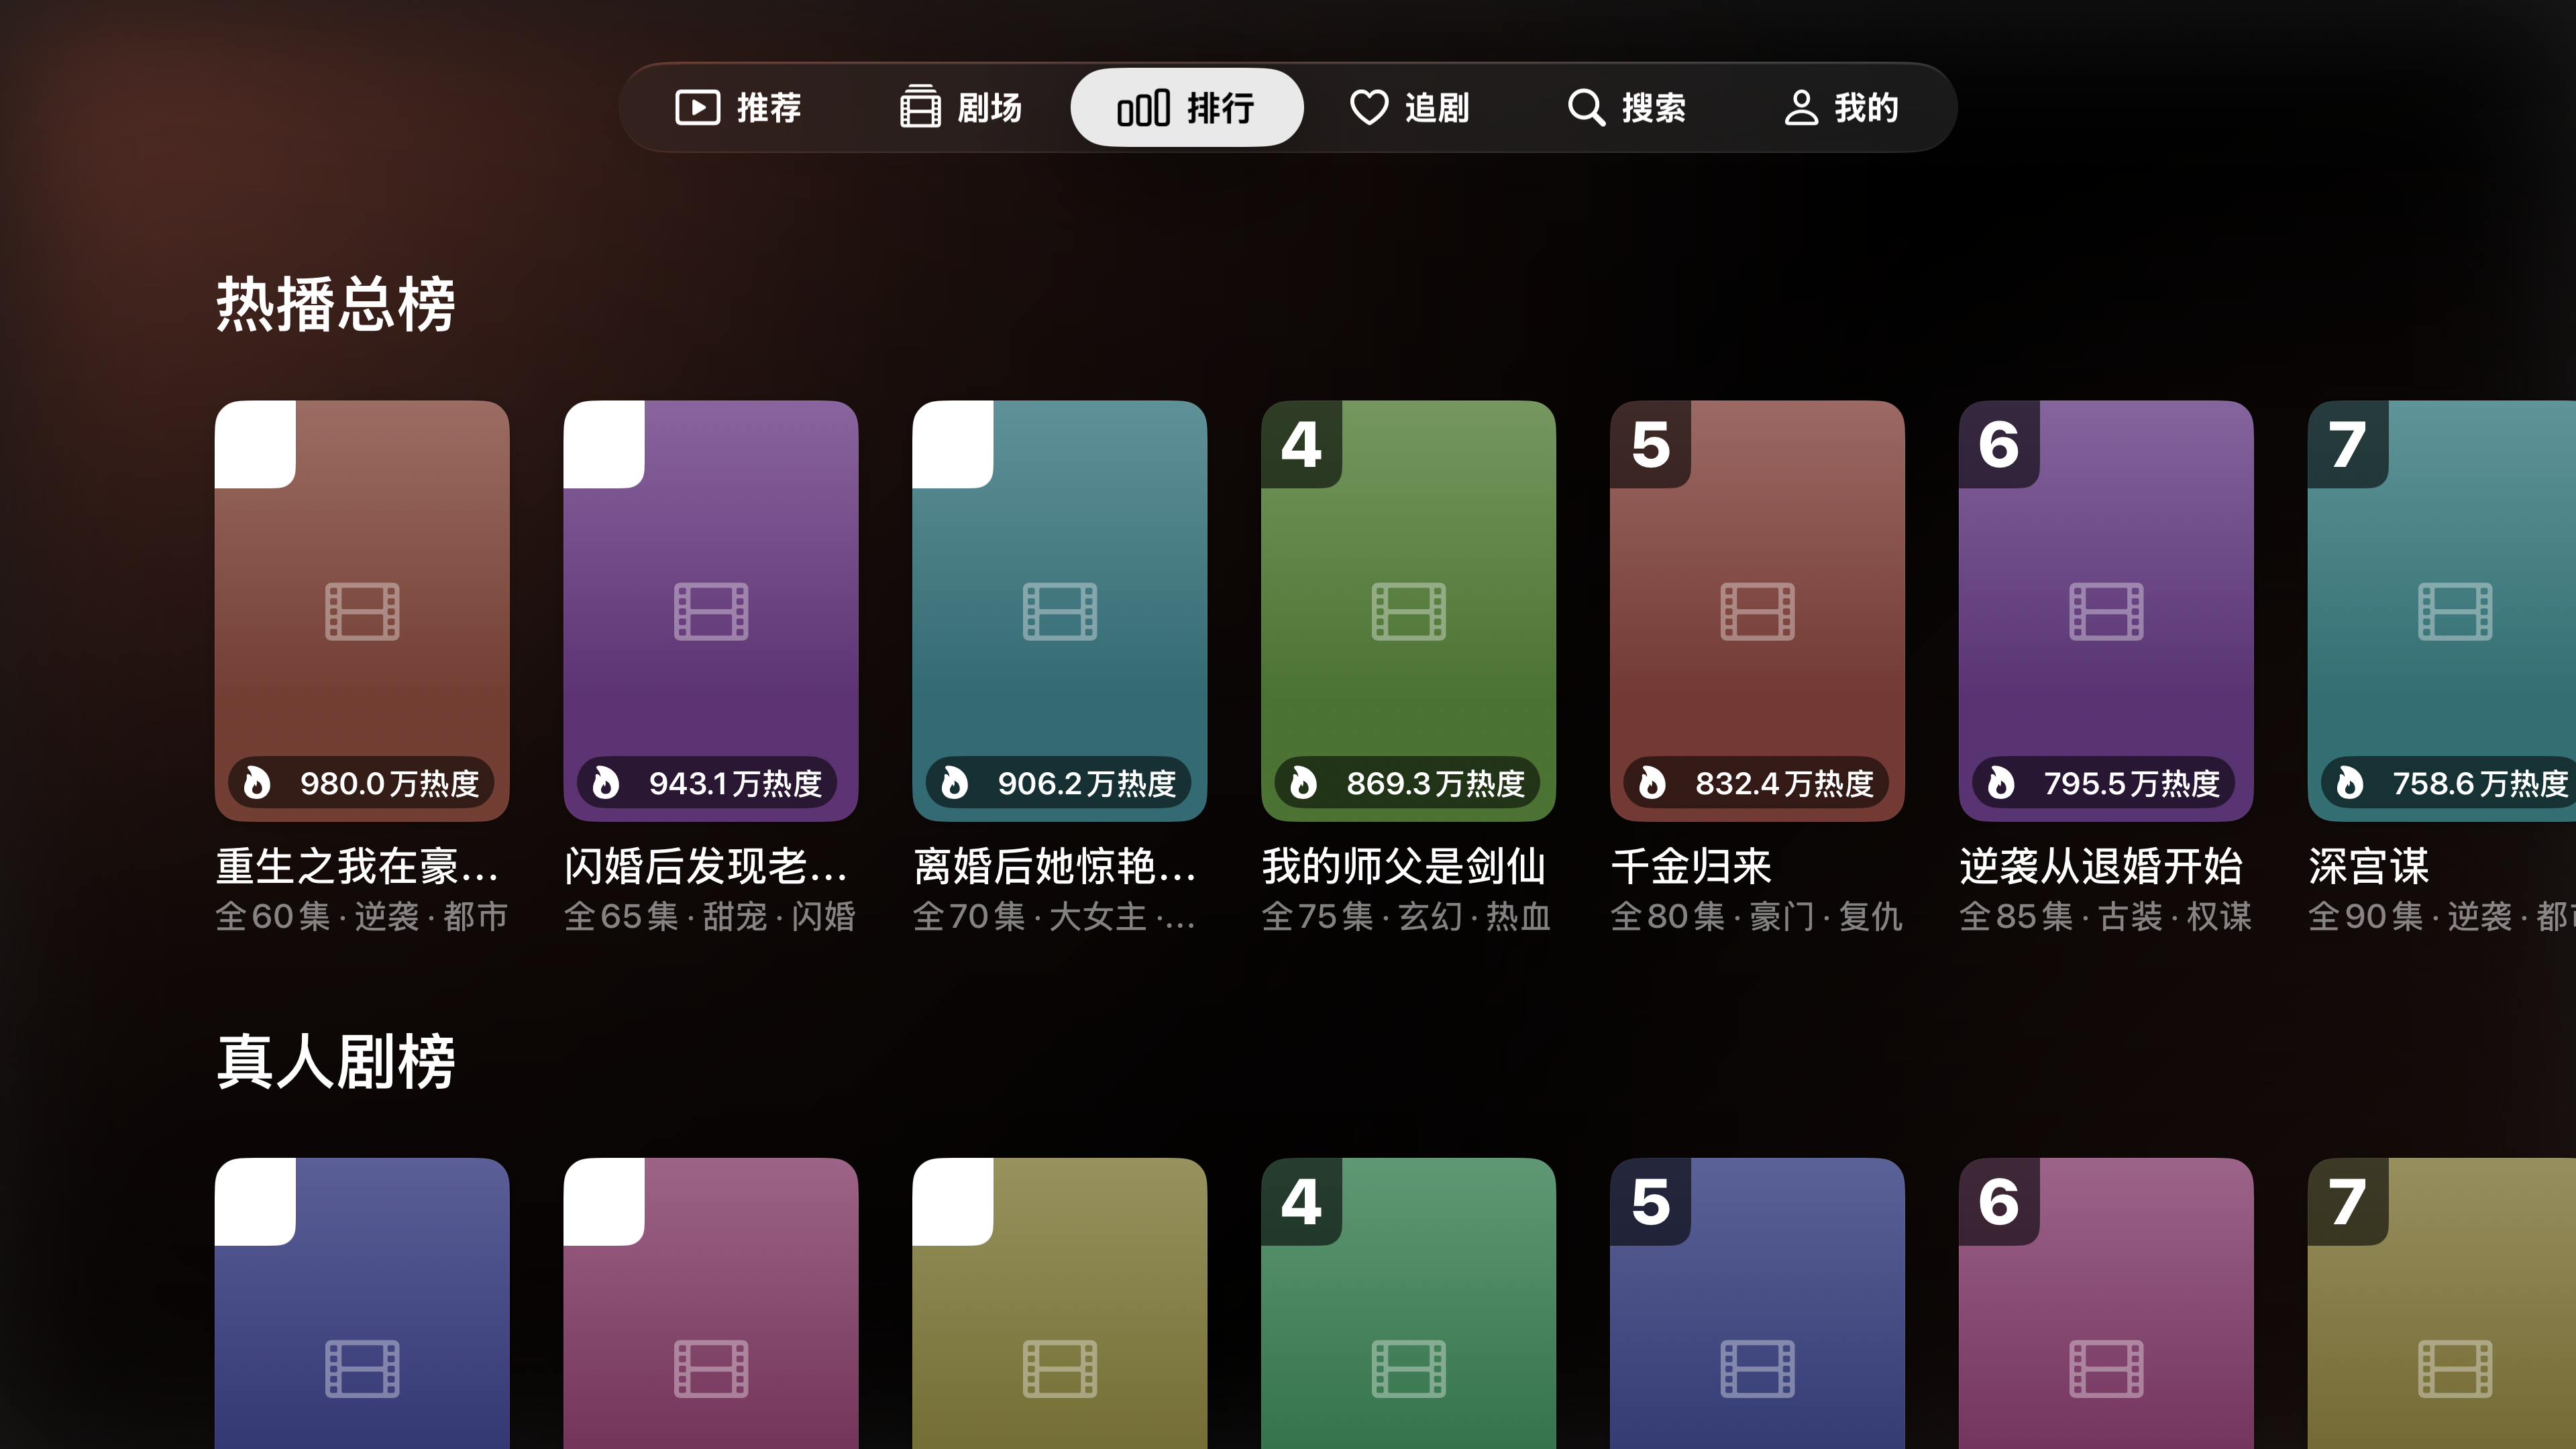 推荐 剧场 排行 追剧 搜索 我的
热播总榜
4 5 6 7
980.0万热度 943.1万热度 906.2万热度 869.3万热度 832.4万热度 795.5万热度 758.6万热度
重生之我在豪... 闪婚后发现老... 离婚后她惊艳... 我的师父是剑仙 千金归来 逆袭从退婚开始 深宫谋
全60集 · 逆袭 · 都市 全65集 · 甜宠 · 闪婚 全70集 · 大女主 ·... 全75集 · 玄幻 · 热血 全80集 · 豪门 · 复仇 全85集 · 古装 · 权谋 全90集 · 逆袭 · 都
真人剧榜
4 5 6 7